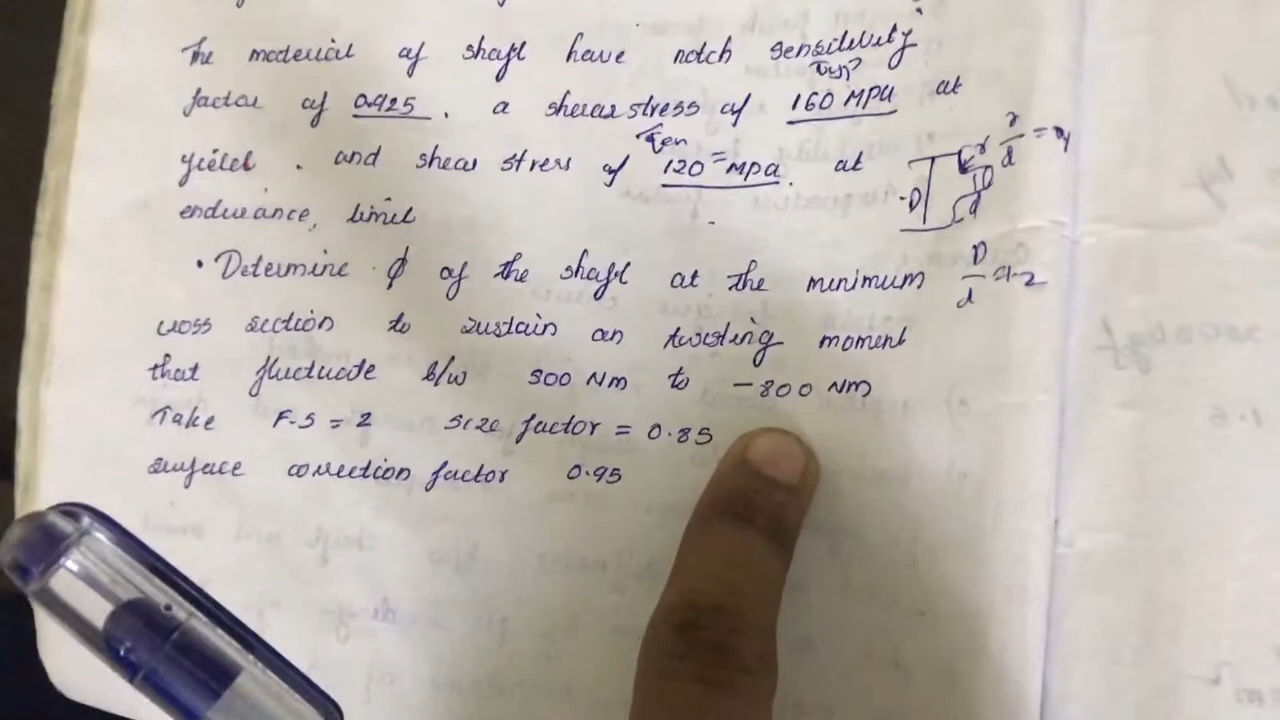 The material of shaft have notch sensitivity
τyp
factor of 0.925. a shear stress of 160 MPa at
τen
yield. and shear stress of 120 = MPa. at
endurance, limit
r
r/d =
D
d
• Determine ϕ of the shaft at the minimum
D/d = 1.2
cross section to sustain an twisting moment
that fluctuate b/w 500 Nm to -800 Nm
Take F.S = 2 Size factor = 0.85
surface correction factor 0.95